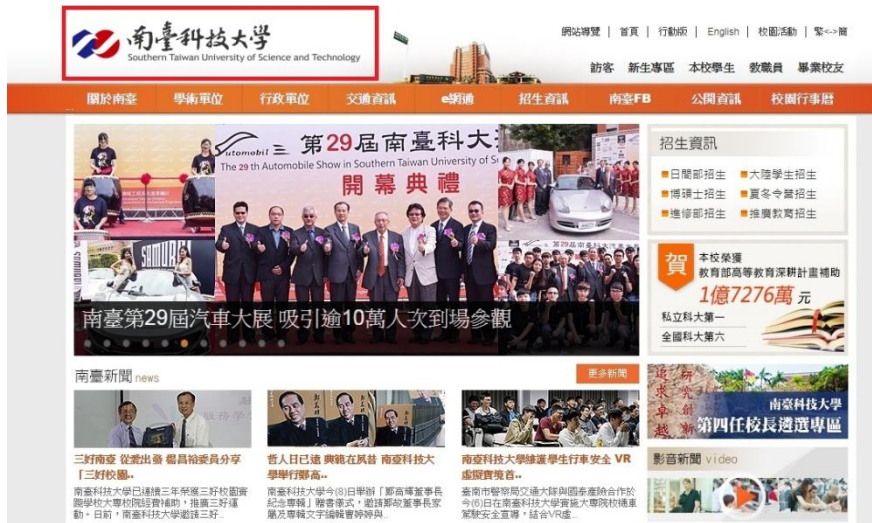 南臺科技大學
Southern Taiwan University of Science and Technology
網站導覽 | 首頁 | 行動版 | English | 校園活動 | 繁<->簡
訪客 新生專區 本校學生 教職員 畢業校友
關於南臺 學術單位 行政單位 交通資訊 e網通 招生資訊 南臺FB 公開資訊 校園行事曆
Automobil
第29屆南臺科大
The 29 th Automobile Show in Southern Taiwan University of S
開幕典禮
SAMURAI
南臺第29屆汽車大展 吸引逾10萬人次到場參觀
招生資訊
日間部招生 大陸學生招生
博碩士招生 夏冬令營招生
進修部招生 推廣教育招生
賀
本校榮獲
教育部高等教育深耕計畫補助
1億7276萬 元
私立科大第一
全國科大第六
南臺新聞 news
更多新聞
三好南臺 從愛出發 楊昌裕委員分享
「三好校園..
南臺科技大學已連續三年榮獲三好校園實
踐學校大專校院經費補助，推廣三好運
動。日前，南臺科技大學邀請三好..
哲人日已遠 典範在夙昔 南臺科技大
學舉行鄭高..
南臺科技大學今(8)日舉辦「鄭高輝董事長
紀念專輯」贈書儀式，邀請鄭故董事長家
屬及專輯文字編輯曹婷婷與..
南臺科技大學維護學生行車安全 VR
虛擬實境首..
臺南市警察局交通大隊與國泰產險合作於
今(6)日在南臺科技大學實施大專院校機車
駕駛安全宣導，結合VR虛..
追求卓越
研究創新
南臺科技大學
第四任校長遴選專區
影音新聞 video